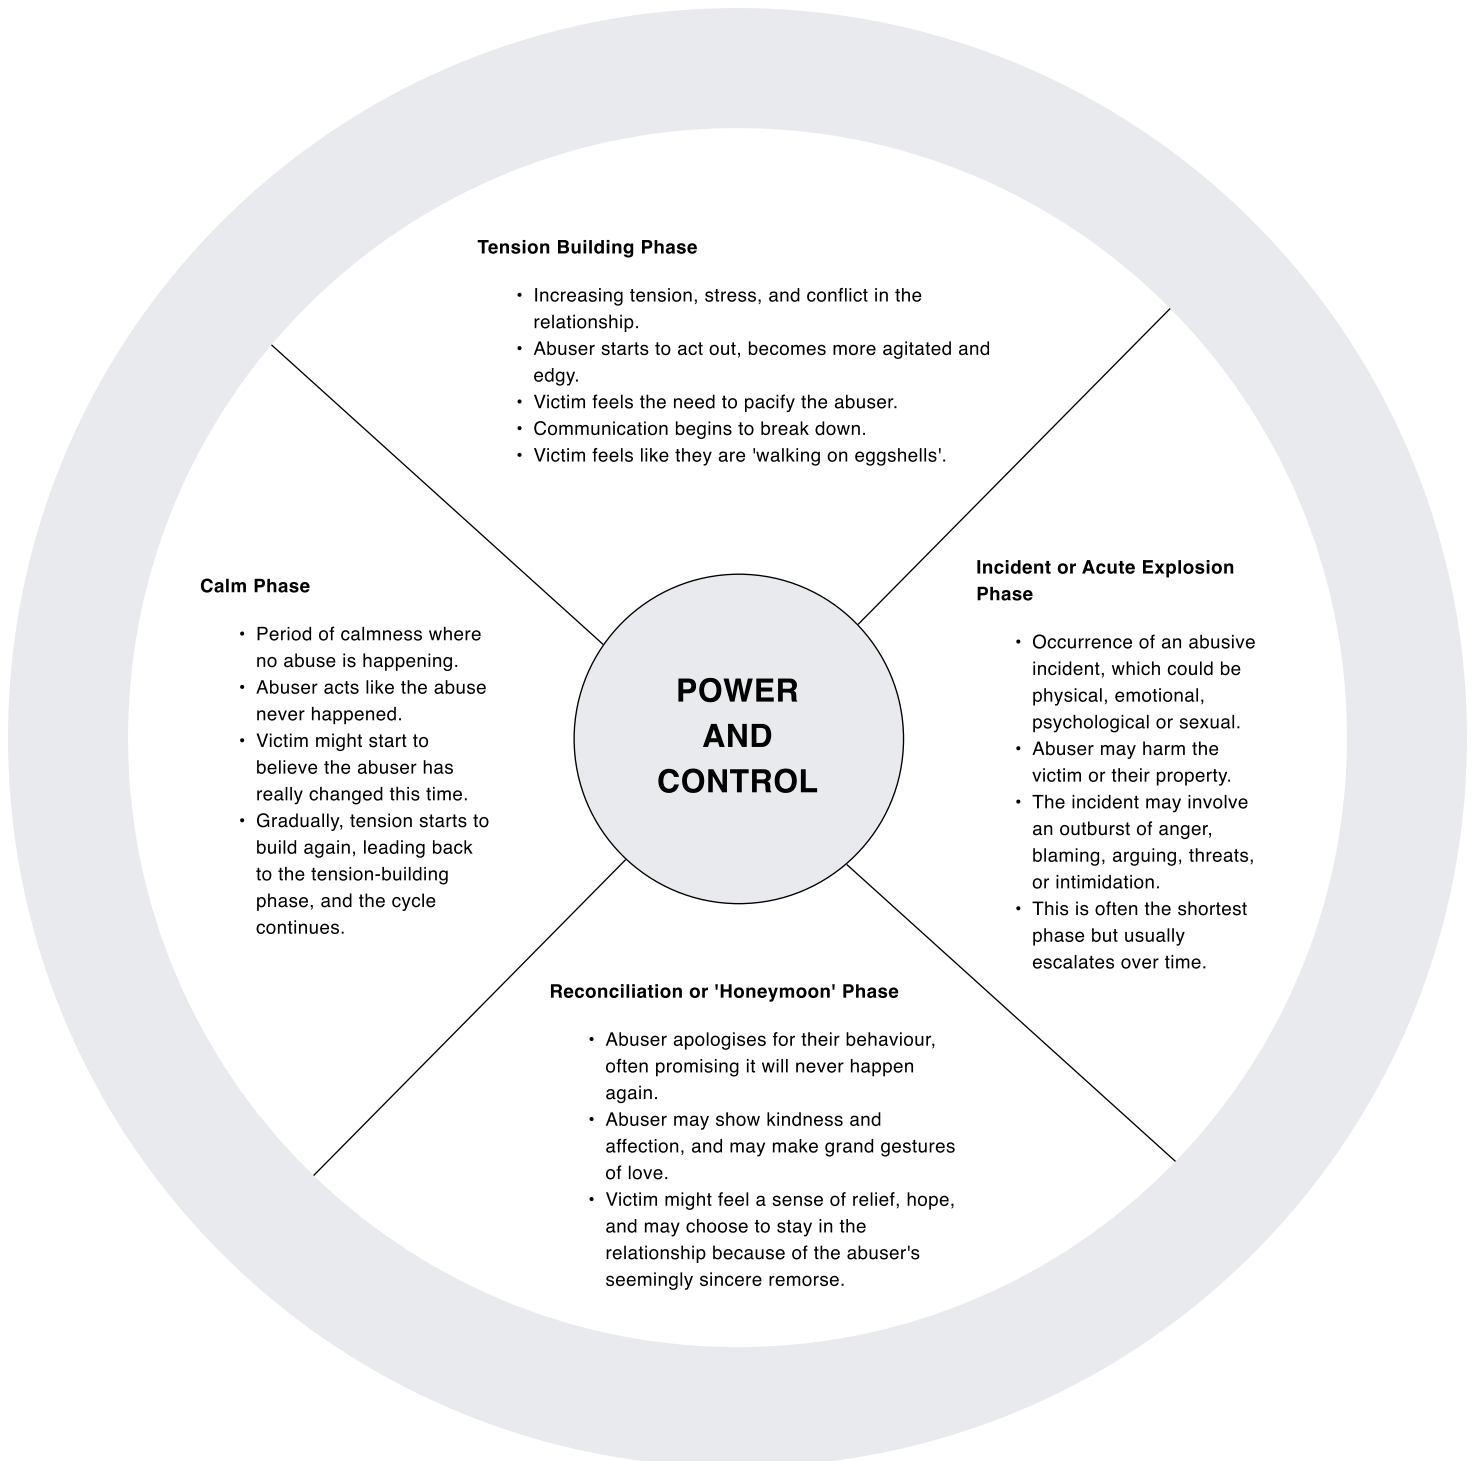 Tension Building Phase
• Increasing tension, stress, and conflict in the
relationship.
• Abuser starts to act out, becomes more agitated and
edgy.
• Victim feels the need to pacify the abuser.
• Communication begins to break down.
• Victim feels like they are 'walking on eggshells'.
Incident or Acute Explosion
Phase
• Occurrence of an abusive
incident, which could be
physical, emotional,
psychological or sexual.
• Abuser may harm the
victim or their property.
• The incident may involve
an outburst of anger,
blaming, arguing, threats,
or intimidation.
• This is often the shortest
phase but usually
escalates over time.
Reconciliation or 'Honeymoon' Phase
• Abuser apologises for their behaviour,
often promising it will never happen
again.
• Abuser may show kindness and
affection, and may make grand gestures
of love.
• Victim might feel a sense of relief, hope,
and may choose to stay in the
relationship because of the abuser's
seemingly sincere remorse.
Calm Phase
• Period of calmness where
no abuse is happening.
• Abuser acts like the abuse
never happened.
• Victim might start to
believe the abuser has
really changed this time.
• Gradually, tension starts to
build again, leading back
to the tension-building
phase, and the cycle
continues.
POWER
AND
CONTROL